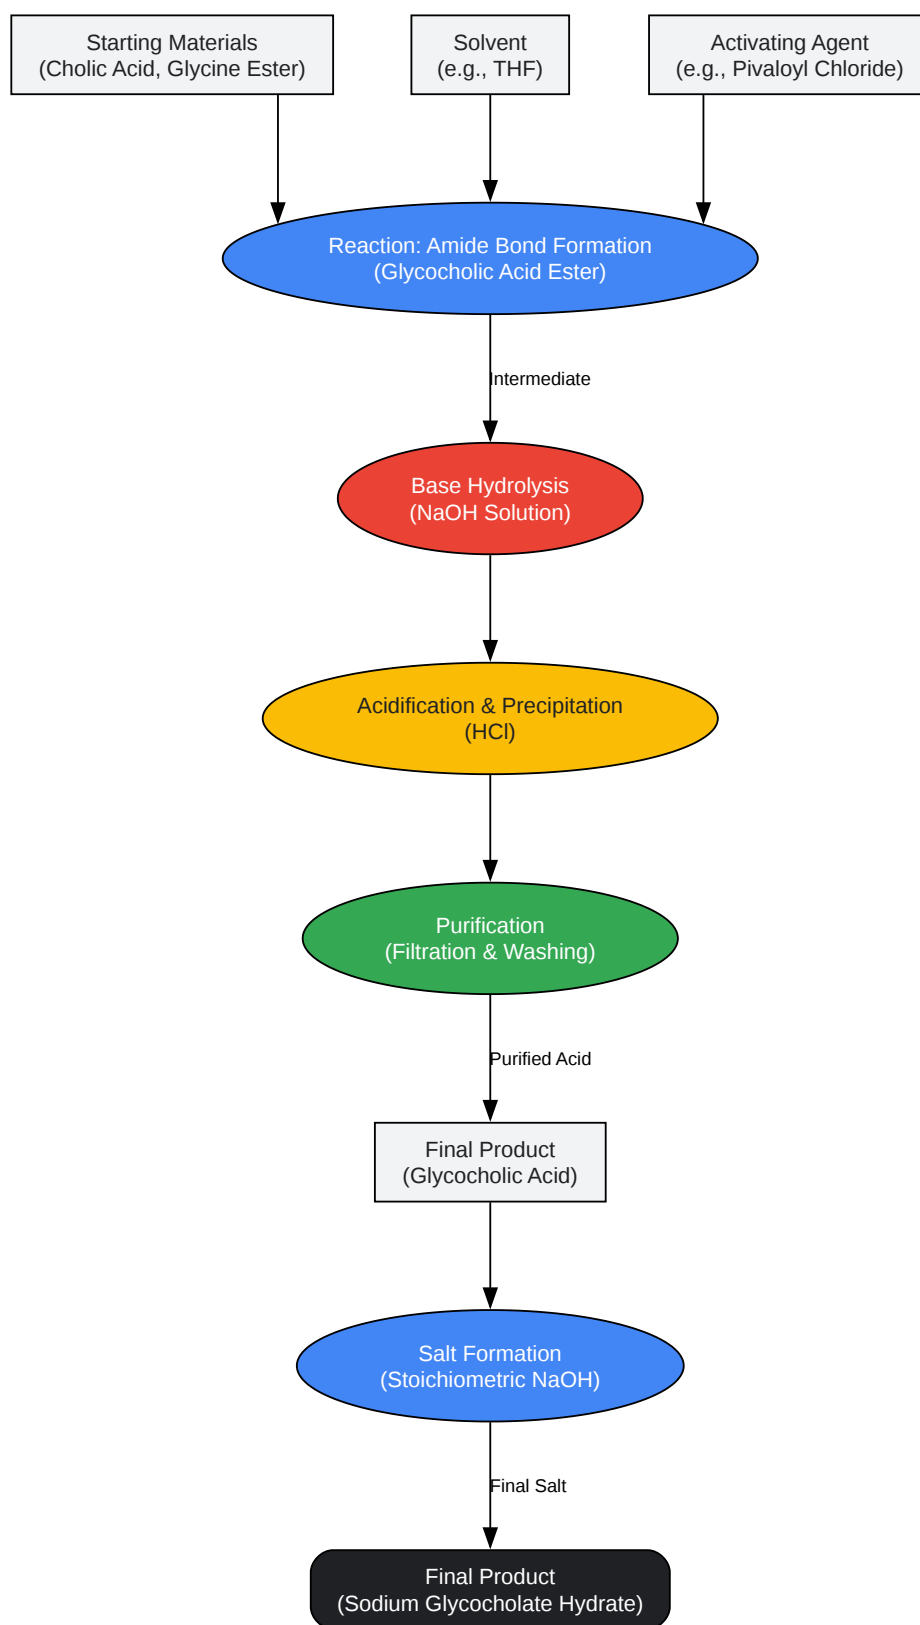 Starting Materials
(Cholic Acid, Glycine Ester)
Solvent
(e.g., THF)
Activating Agent
(e.g., Pivaloyl Chloride)
Reaction: Amide Bond Formation
(Glycocholic Acid Ester)
Intermediate
Base Hydrolysis
(NaOH Solution)
Acidification & Precipitation
(HCl)
Purification
(Filtration & Washing)
Purified Acid
Final Product
(Glycocholic Acid)
Salt Formation
(Stoichiometric NaOH)
Final Salt
Final Product
(Sodium Glycocholate Hydrate)